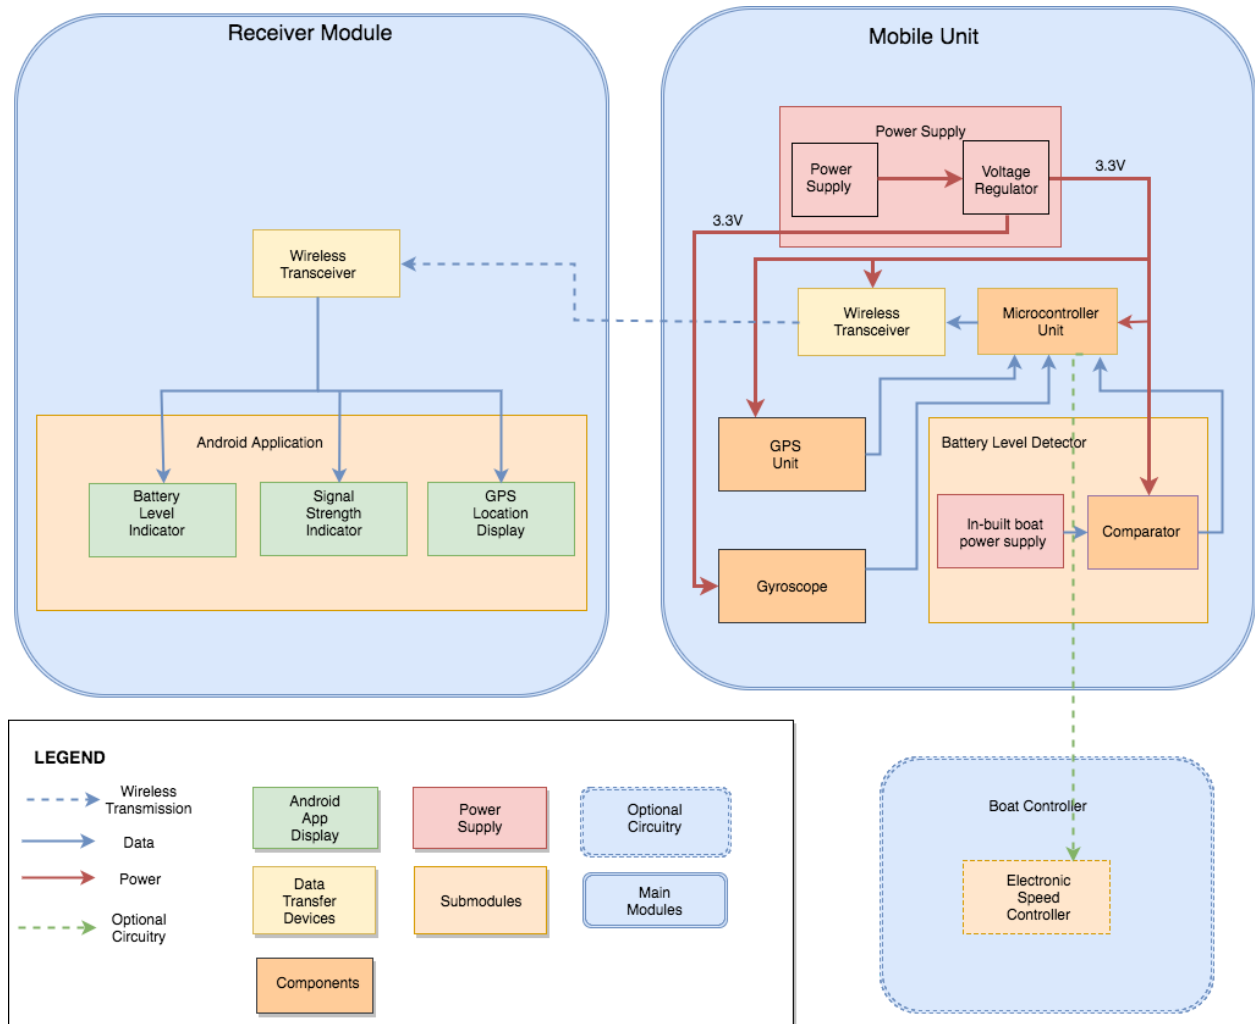 Receiver Module
Mobile Unit
Power Supply
Power
Supply
Voltage
Regulator
3.3V
3.3V
Wireless
Transceiver
Wireless
Transceiver
Microcontroller
Unit
Android Application
Battery
Level
Indicator
Signal
Strength
Indicator
GPS
Location
Display
GPS
Unit
Battery Level Detector
In-built boat
power supply
Comparator
Gyroscope
LEGEND
Wireless
Transmission
Data
Power
Optional
Circuitry
Android
App
Display
Power
Supply
Optional
Circuitry
Data
Transfer
Devices
Submodules
Main
Modules
Components
Boat Controller
Electronic
Speed
Controller